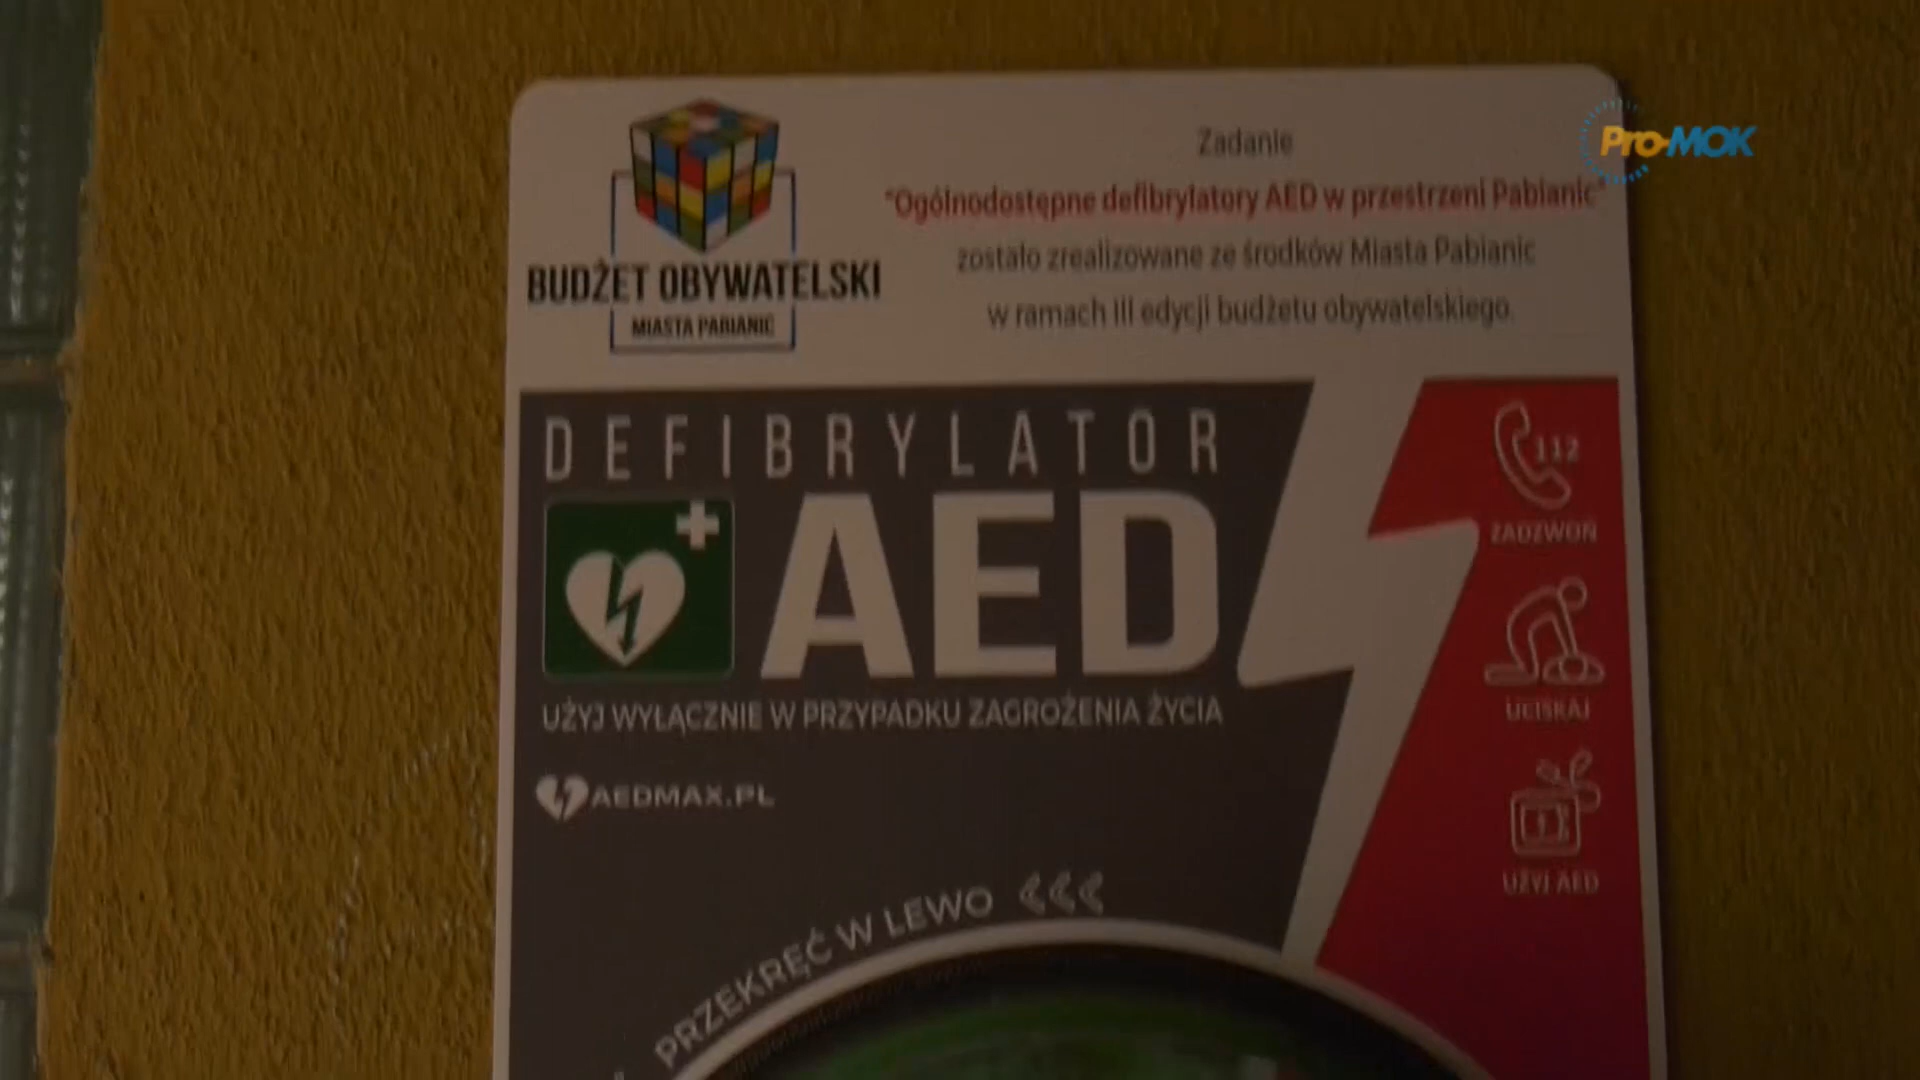 Pro-MOK
Zadanie
"Ogólnodostępne defibrylatory AED w przestrzeni Pabianic"
zostało zrealizowane ze środków Miasta Pabianic
w ramach III edycji budżetu obywatelskiego.
BUDŻET OBYWATELSKI
MIASTA PABIANIC
DEFIBRYLATOR
AED
UŻYJ WYŁĄCZNIE W PRZYPADKU ZAGROŻENIA ŻYCIA
AEDMAX.PL
PRZEKRĘĆ W LEWO
112
ZADZWOŃ
UCISKAJ
UŻYJ AED